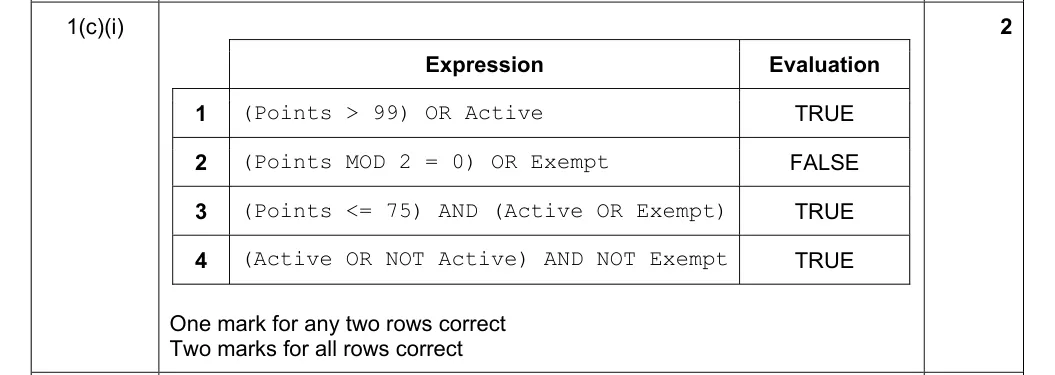 1(c)(i) 2
Expression Evaluation
1 (Points > 99) OR Active TRUE
2 (Points MOD 2 = 0) OR Exempt FALSE
3 (Points <= 75) AND (Active OR Exempt) TRUE
4 (Active OR NOT Active) AND NOT Exempt TRUE
One mark for any two rows correct
Two marks for all rows correct